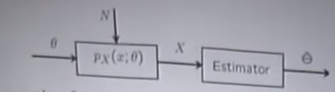 N
θ
p_X(x; θ)
X
Estimator
Θ̂